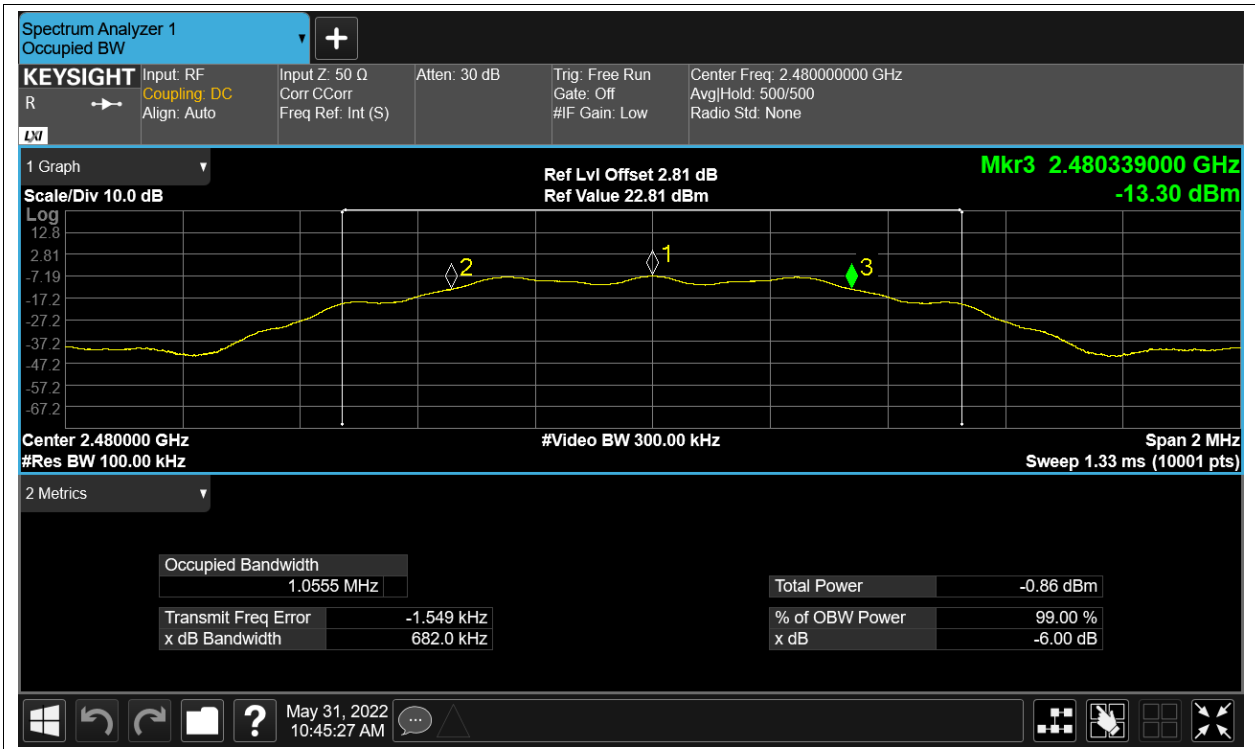 Spectrum Analyzer 1
Occupied BW
KEYSIGHT
R
LXI
Input: RF
Coupling: DC
Align: Auto
Input Z: 50 Ω
Corr CCorr
Freq Ref: Int (S)
Atten: 30 dB
Trig: Free Run
Gate: Off
#IF Gain: Low
Center Freq: 2.480000000 GHz
Avg|Hold: 500/500
Radio Std: None
1 Graph
Scale/Div 10.0 dB
Ref Lvl Offset 2.81 dB
Ref Value 22.81 dBm
Mkr3 2.480339000 GHz
-13.30 dBm
Log
12.8
2.81
-7.19
-17.2
-27.2
-37.2
-47.2
-57.2
-67.2
2
1
3
Center 2.480000 GHz
#Res BW 100.00 kHz
#Video BW 300.00 kHz
Span 2 MHz
Sweep 1.33 ms (10001 pts)
2 Metrics
Occupied Bandwidth
1.0555 MHz
Transmit Freq Error -1.549 kHz
x dB Bandwidth 682.0 kHz
Total Power -0.86 dBm
% of OBW Power 99.00 %
x dB -6.00 dB
?
May 31, 2022
10:45:27 AM